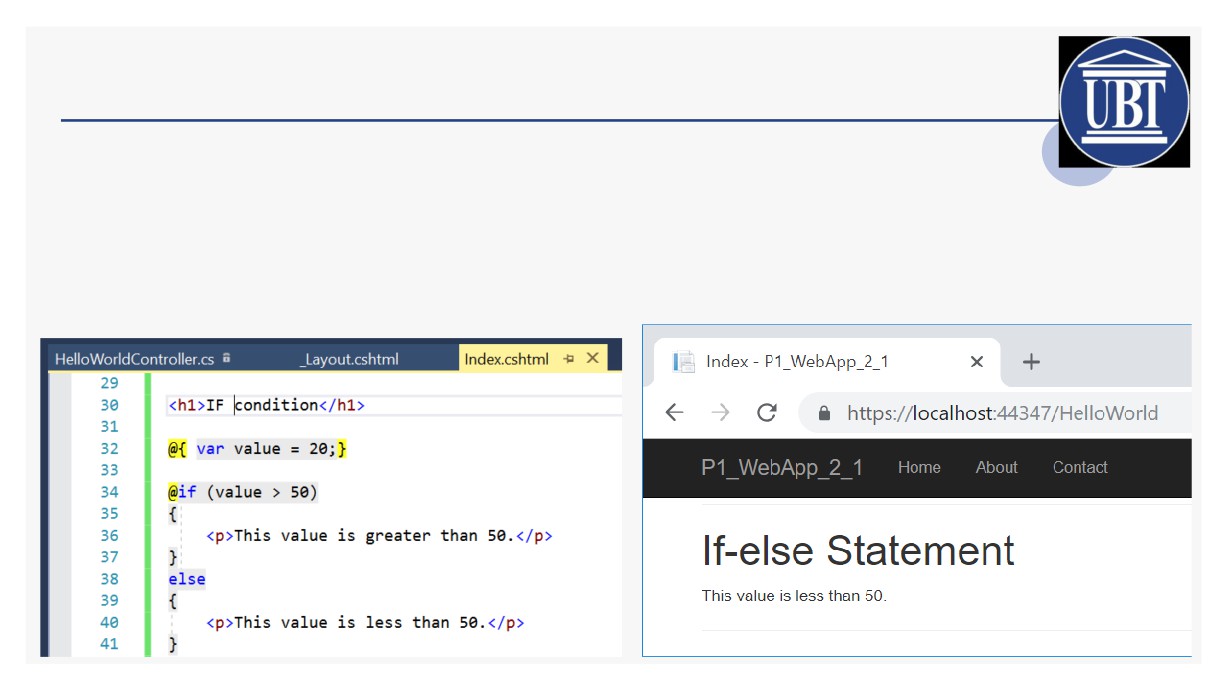 UBT
HelloWorldController.cs
_Layout.cshtml
Index.cshtml
29
30 <h1>IF condition</h1>
31
32 @{ var value = 20;}
33
34 @if (value > 50)
35 {
36 <p>This value is greater than 50.</p>
37 }
38 else
39 {
40 <p>This value is less than 50.</p>
41 }
Index - P1_WebApp_2_1
https://localhost:44347/HelloWorld
P1_WebApp_2_1 Home About Contact
If-else Statement
This value is less than 50.